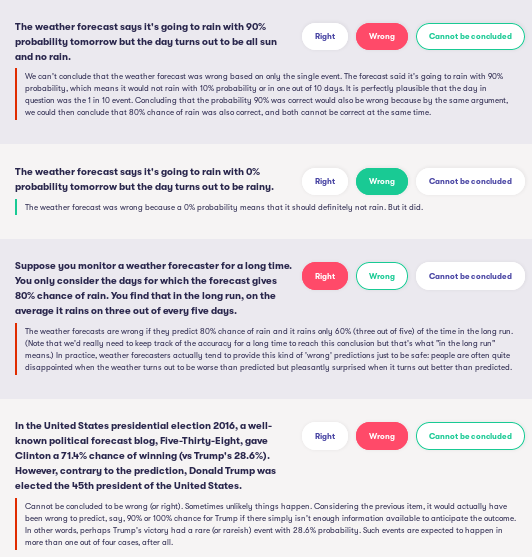 The weather forecast says it's going to rain with 90%
probability tomorrow but the day turns out to be all sun
and no rain.
Right
Wrong
Cannot be concluded
We can't conclude that the weather forecast was wrong based on only the single event. The forecast said it's going to rain with 90%
probability, which means it would not rain with 10% probability or in one out of 10 days. It is perfectly plausible that the day in
question was the 1 in 10 event. Concluding that the probability 90% was correct would also be wrong because by the same argument,
we could then conclude that 80% chance of rain was also correct, and both cannot be correct at the same time.
The weather forecast says it's going to rain with 0%
probability tomorrow but the day turns out to be rainy.
Right
Wrong
Cannot be concluded
The weather forecast was wrong because a 0% probability means that it should definitely not rain. But it did.
Suppose you monitor a weather forecaster for a long time.
You only consider the days for which the forecast gives
80% chance of rain. You find that in the long run, on the
average it rains on three out of every five days.
Right
Wrong
Cannot be concluded
The weather forecasts are wrong if they predict 80% chance of rain and it rains only 60% (three out of five) of the time in the long run.
(Note that we'd really need to keep track of the accuracy for a long time to reach this conclusion but that's what "in the long run"
means.) In practice, weather forecasters actually tend to provide this kind of 'wrong' predictions just to be safe: people are often quite
disappointed when the weather turns out to be worse than predicted but pleasantly surprised when it turns out better than predicted.
In the United States presidential election 2016, a well-
known political forecast blog, Five-Thirty-Eight, gave
Clinton a 71.4% chance of winning (vs Trump's 28.6%).
However, contrary to the prediction, Donald Trump was
elected the 45th president of the United States.
Right
Wrong
Cannot be concluded
Cannot be concluded to be wrong (or right). Sometimes unlikely things happen. Considering the previous item, it would actually have
been wrong to predict, say, 90% or 100% chance for Trump if there simply isn't enough information available to anticipate the outcome.
In other words, perhaps Trump's victory had a rare (or rareish) event with 28.6% probability. Such events are expected to happen in
more than one out of four cases, after all.